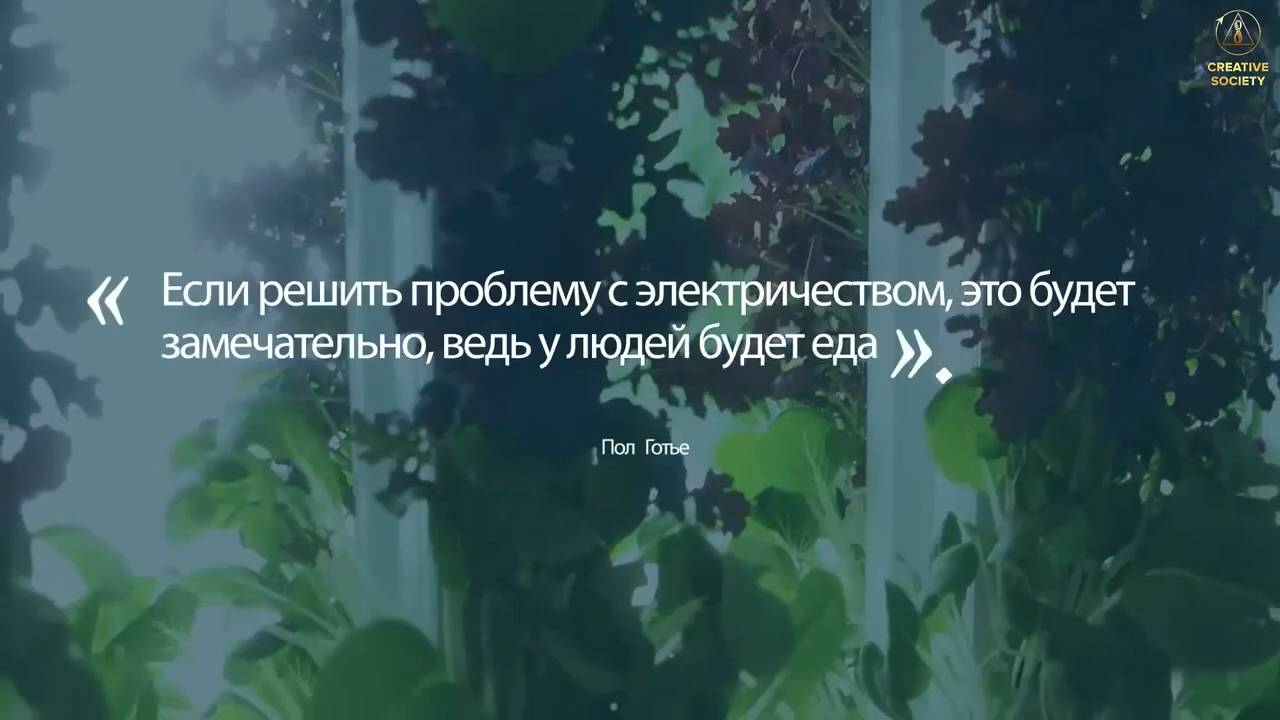 CREATIVE
SOCIETY
« Если решить проблему с электричеством, это будет
замечательно, ведь у людей будет еда ».
Пол Готье